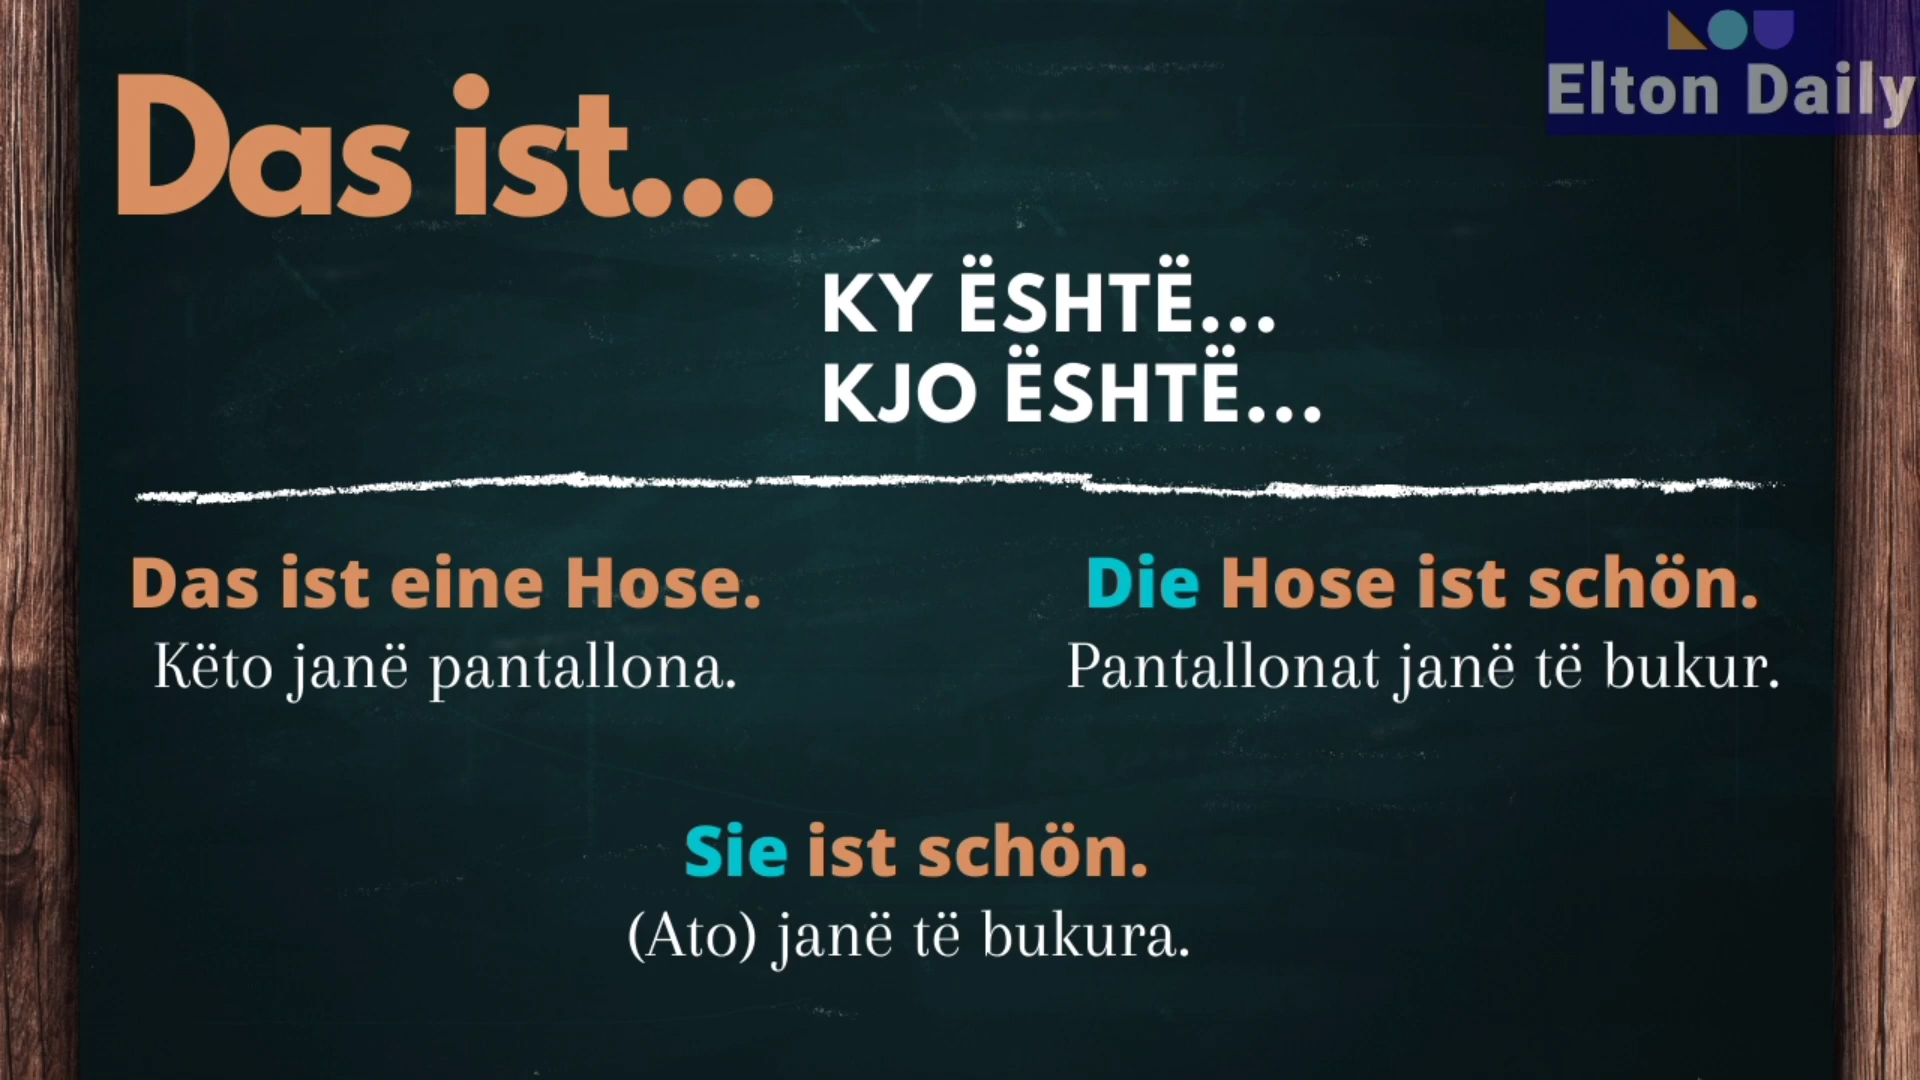 Elton Daily
Das ist...
KY ËSHTË...
KJO ËSHTË...
Das ist eine Hose.
Këto janë pantallona.
Die Hose ist schön.
Pantallonat janë të bukur.
Sie ist schön.
(Ato) janë të bukura.